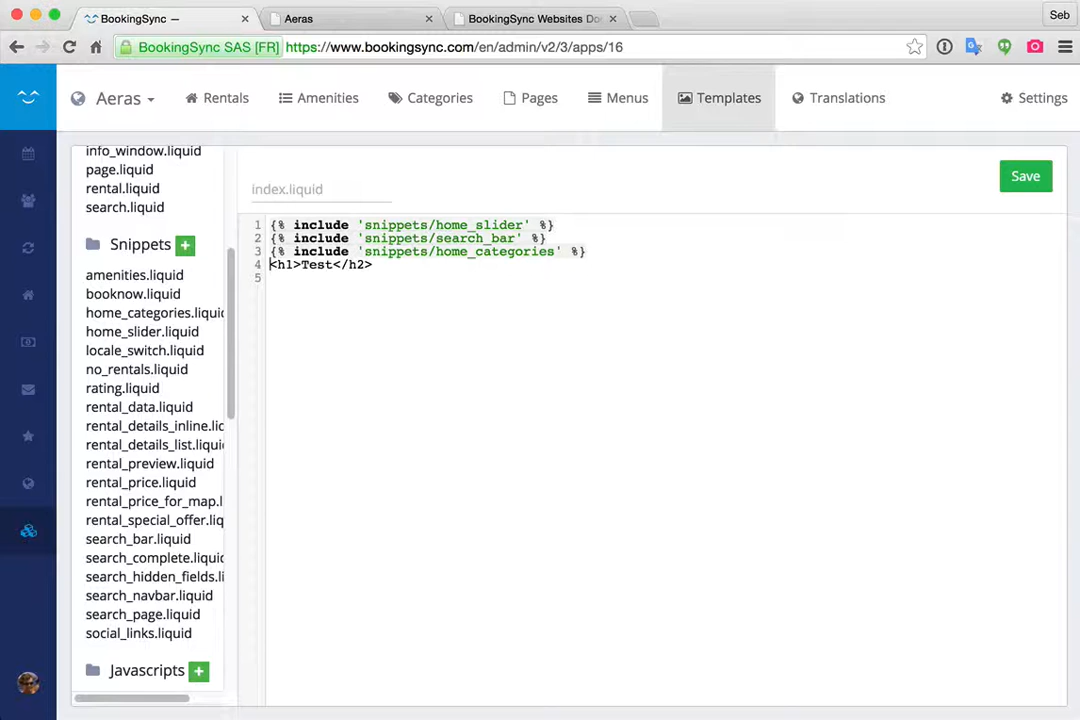 BookingSync —
Aeras
BookingSync Websites Do
Seb
BookingSync SAS [FR]
https://www.bookingsync.com/en/admin/v2/3/apps/16
Aeras
Rentals
Amenities
Categories
Pages
Menus
Templates
Translations
Settings
info_window.liquid
page.liquid
rental.liquid
search.liquid
Snippets
amenities.liquid
booknow.liquid
home_categories.liquid
home_slider.liquid
locale_switch.liquid
no_rentals.liquid
rating.liquid
rental_data.liquid
rental_details_inline.lic
rental_details_list.liquid
rental_preview.liquid
rental_price.liquid
rental_price_for_map.l
rental_special_offer.liq
search_bar.liquid
search_complete.liquid
search_hidden_fields.li
search_navbar.liquid
search_page.liquid
social_links.liquid
Javascripts
index.liquid
Save
1 {% include 'snippets/home_slider' %}
2 {% include 'snippets/search_bar' %}
3 {% include 'snippets/home_categories' %}
4 <h1>Test</h2>
5